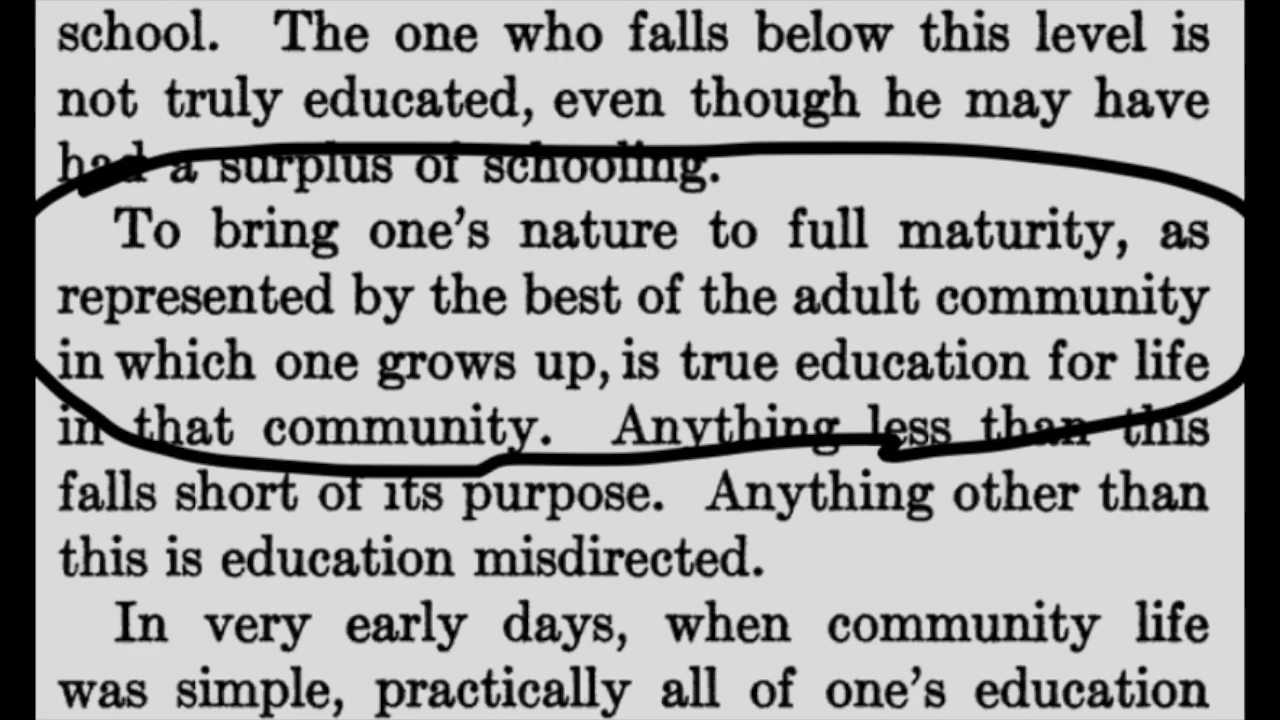 school. The one who falls below this level is
not truly educated, even though he may have
had a surplus of schooling.
To bring one's nature to full maturity, as
represented by the best of the adult community
in which one grows up, is true education for life
in that community. Anything less than this
falls short of its purpose. Anything other than
this is education misdirected.
In very early days, when community life
was simple, practically all of one's education